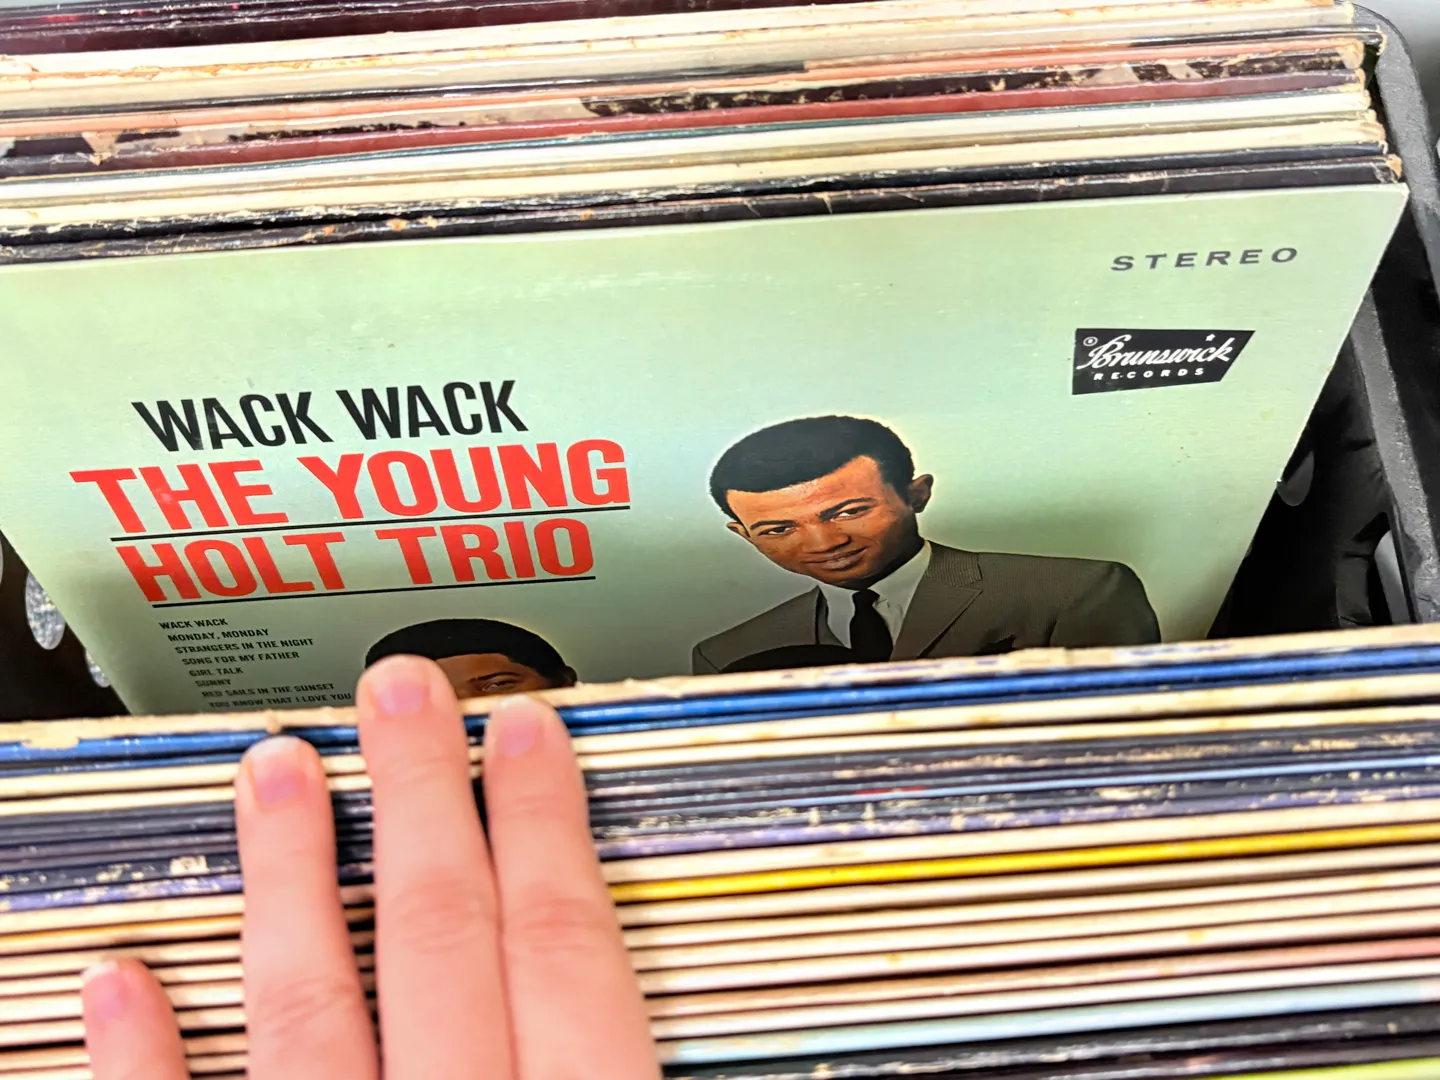 STEREO
® Brunswick
RECORDS
WACK WACK
THE YOUNG
HOLT TRIO
WACK WACK
MONDAY, MONDAY
STRANGERS IN THE NIGHT
SONG FOR MY FATHER
GIRL TALK
SUNNY
RED SAILS IN THE SUNSET
YOU KNOW THAT I LOVE YOU